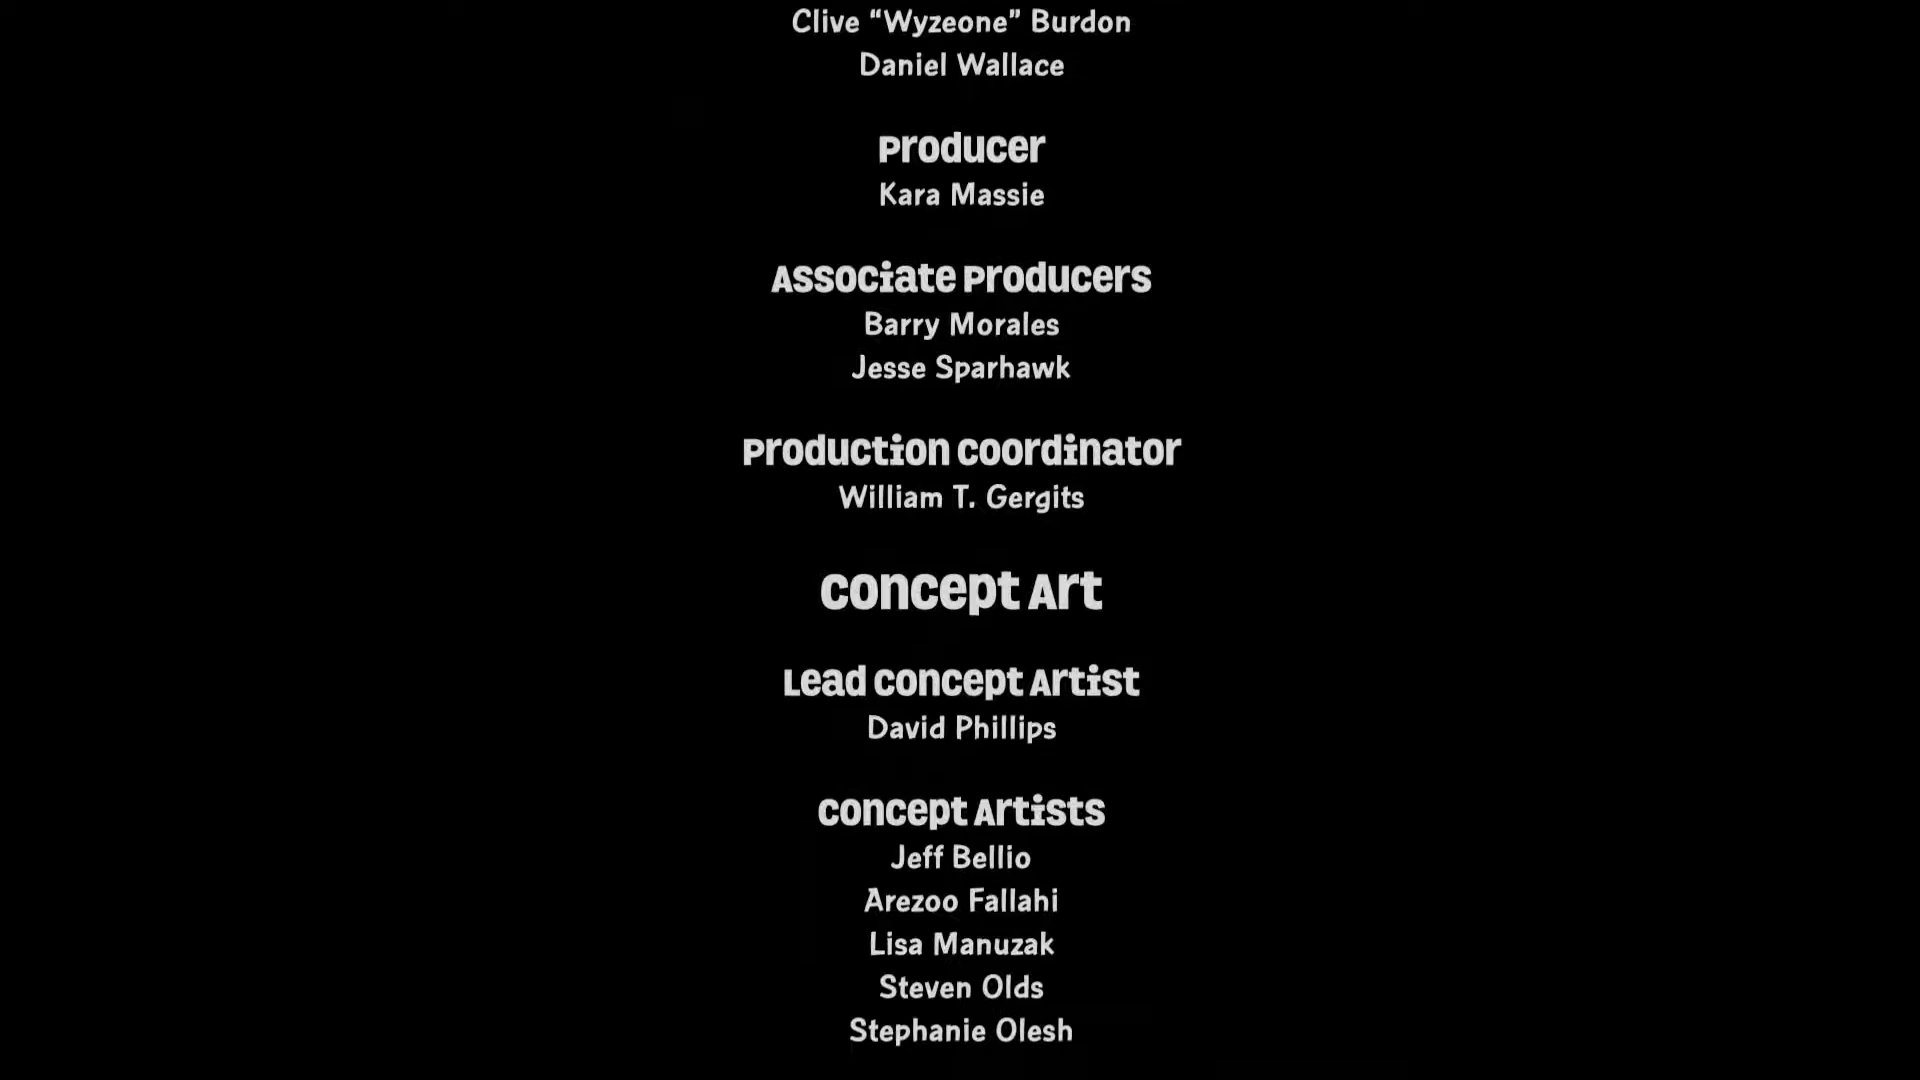 Clive “Wyzeone” Burdon
Daniel Wallace
Producer
Kara Massie
Associate Producers
Barry Morales
Jesse Sparhawk
Production Coordinator
William T. Gergits
Concept Art
Lead Concept Artist
David Phillips
Concept Artists
Jeff Bellio
Arezoo Fallahi
Lisa Manuzak
Steven Olds
Stephanie Olesh